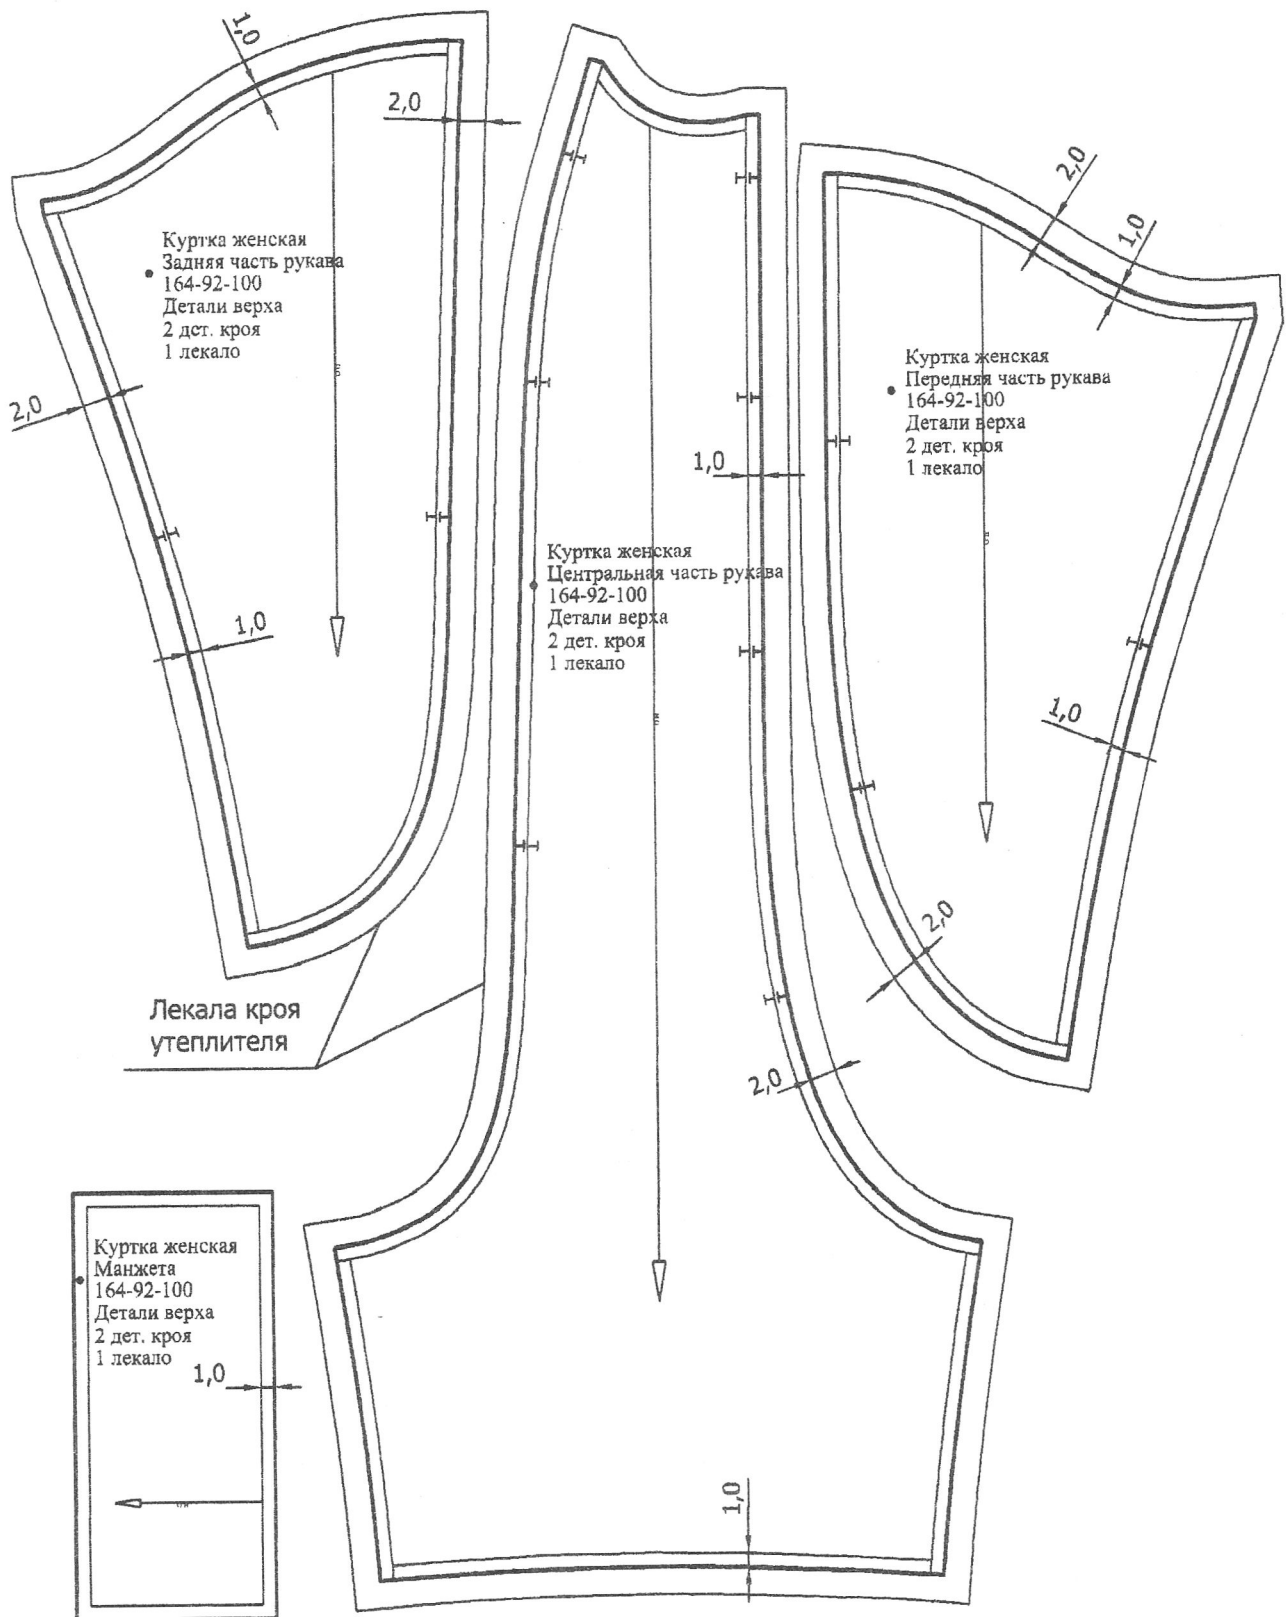 1,0
2,0
Куртка женская
Задняя часть рукава
164-92-100
Детали верха
2 дет. кроя
1 лекало
2,0
1,0
2,0
1,0
Куртка женская
Передняя часть рукава
164-92-100
Детали верха
2 дет. кроя
1 лекало
1,0
Куртка женская
Центральная часть рукава
164-92-100
Детали верха
2 дет. кроя
1 лекало
1,0
2,0
2,0
Лекала кроя
утеплителя
Куртка женская
Манжета
164-92-100
Детали верха
2 дет. кроя
1 лекало
1,0
1,0